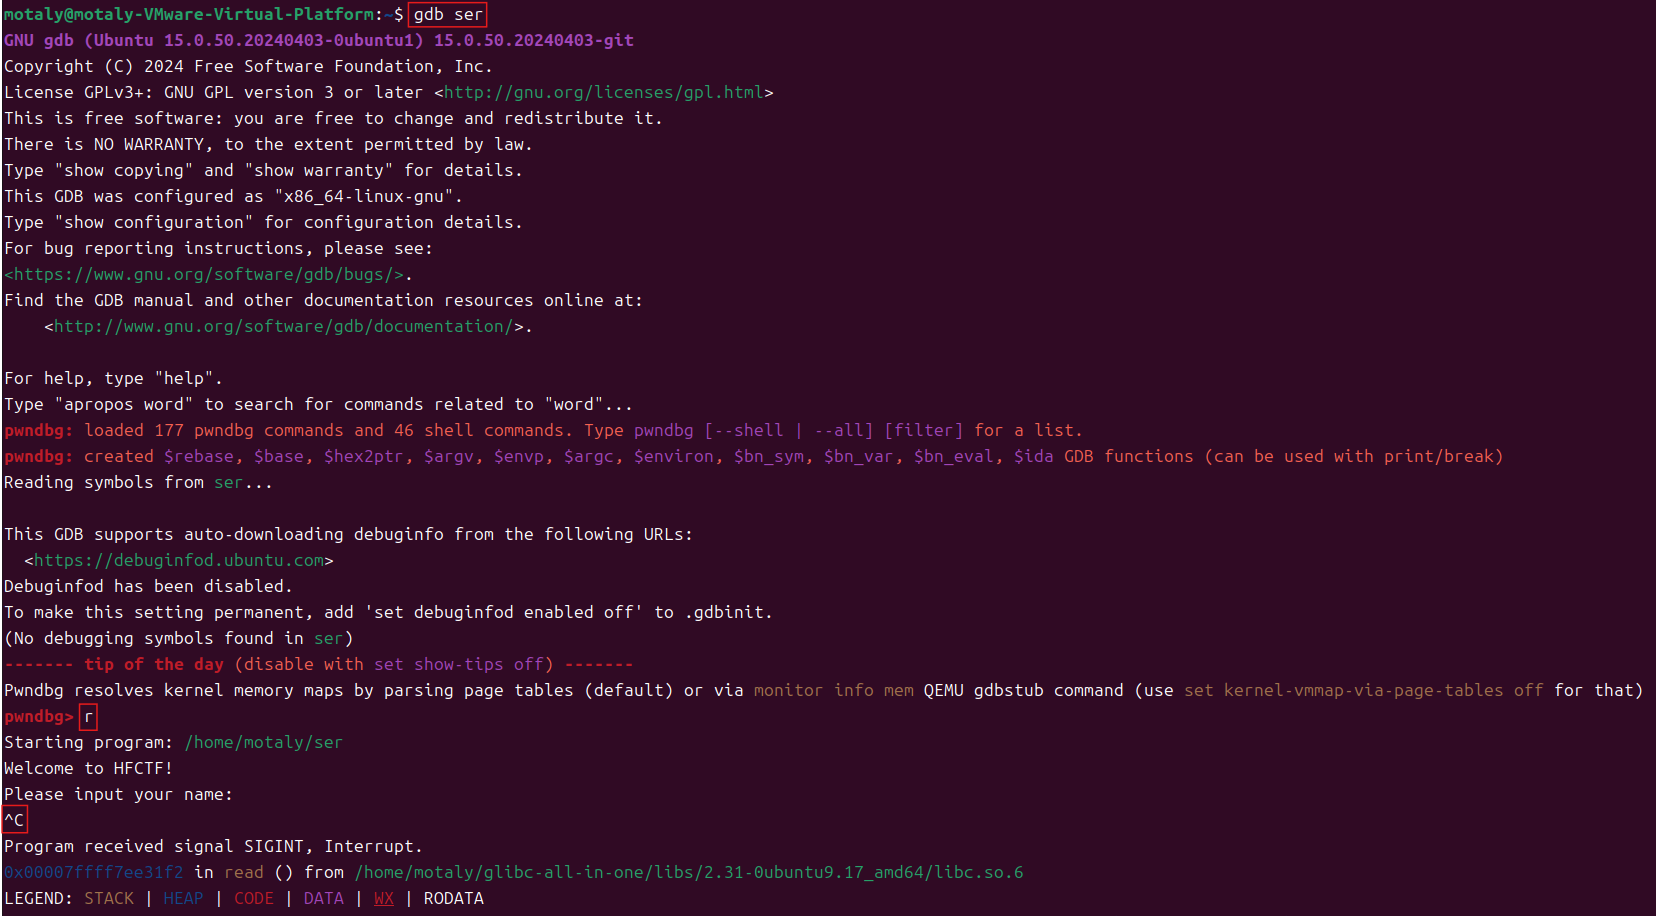 motaly@motaly-VMware-Virtual-Platform:~$ gdb ser
GNU gdb (Ubuntu 15.0.50.20240403-0ubuntu1) 15.0.50.20240403-git
Copyright (C) 2024 Free Software Foundation, Inc.
License GPLv3+: GNU GPL version 3 or later <http://gnu.org/licenses/gpl.html>
This is free software: you are free to change and redistribute it.
There is NO WARRANTY, to the extent permitted by law.
Type "show copying" and "show warranty" for details.
This GDB was configured as "x86_64-linux-gnu".
Type "show configuration" for configuration details.
For bug reporting instructions, please see:
<https://www.gnu.org/software/gdb/bugs/>.
Find the GDB manual and other documentation resources online at:
    <http://www.gnu.org/software/gdb/documentation/>.

For help, type "help".
Type "apropos word" to search for commands related to "word"...
pwndbg: loaded 177 pwndbg commands and 46 shell commands. Type pwndbg [--shell | --all] [filter] for a list.
pwndbg: created $rebase, $base, $hex2ptr, $argv, $envp, $argc, $environ, $bn_sym, $bn_var, $bn_eval, $ida GDB functions (can be used with print/break)
Reading symbols from ser...

This GDB supports auto-downloading debuginfo from the following URLs:
  <https://debuginfod.ubuntu.com>
Debuginfod has been disabled.
To make this setting permanent, add 'set debuginfod enabled off' to .gdbinit.
(No debugging symbols found in ser)
------- tip of the day (disable with set show-tips off) -------
Pwndbg resolves kernel memory maps by parsing page tables (default) or via monitor info mem QEMU gdbstub command (use set kernel-vmmap-via-page-tables off for that)
pwndbg> r
Starting program: /home/motaly/ser
Welcome to HFCTF!
Please input your name:
^C
Program received signal SIGINT, Interrupt.
0x00007ffff7ee31f2 in read () from /home/motaly/glibc-all-in-one/libs/2.31-0ubuntu9.17_amd64/libc.so.6
LEGEND: STACK | HEAP | CODE | DATA | WX | RODATA